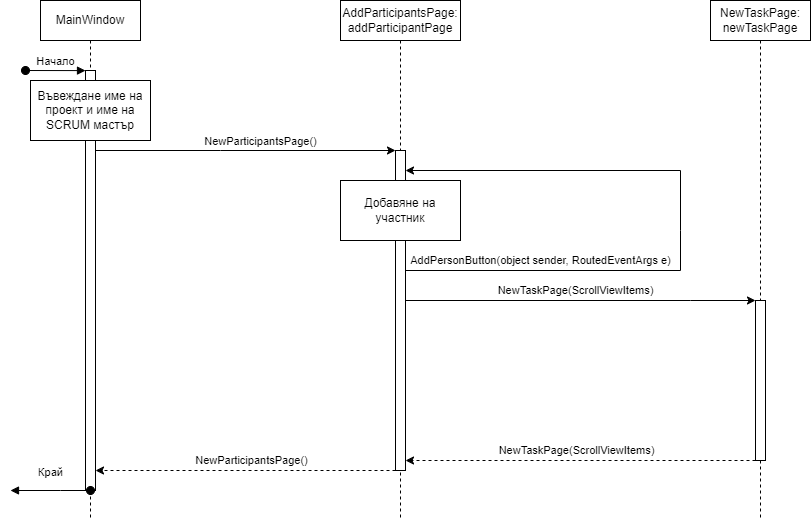 MainWindow
AddParticipantsPage:
addParticipantPage
NewTaskPage:
newTaskPage
Начало
Въвеждане име на
проект и име на
SCRUM мастър
NewParticipantsPage()
Добавяне на
участник
AddPersonButton(object sender, RoutedEventArgs e)
NewTaskPage(ScrollViewItems)
NewTaskPage(ScrollViewItems)
NewParticipantsPage()
Край